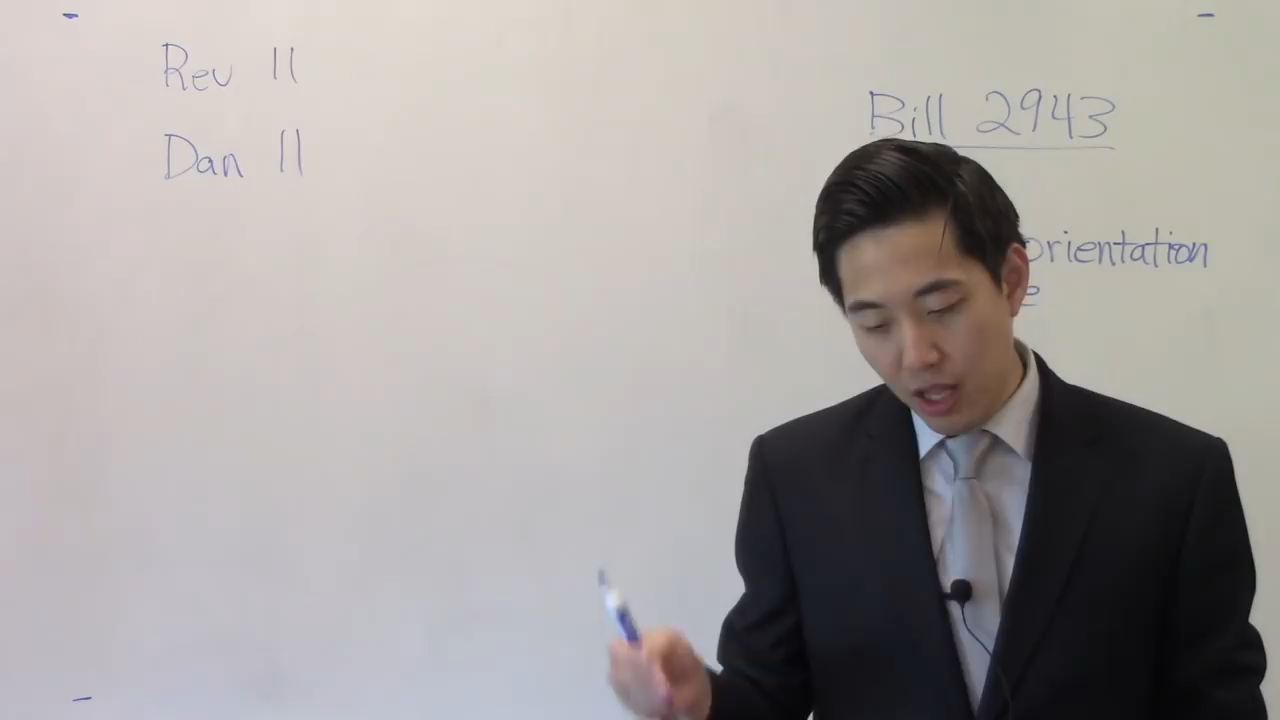 Rev 11
Dan 11
Bill 2943
orientation
e